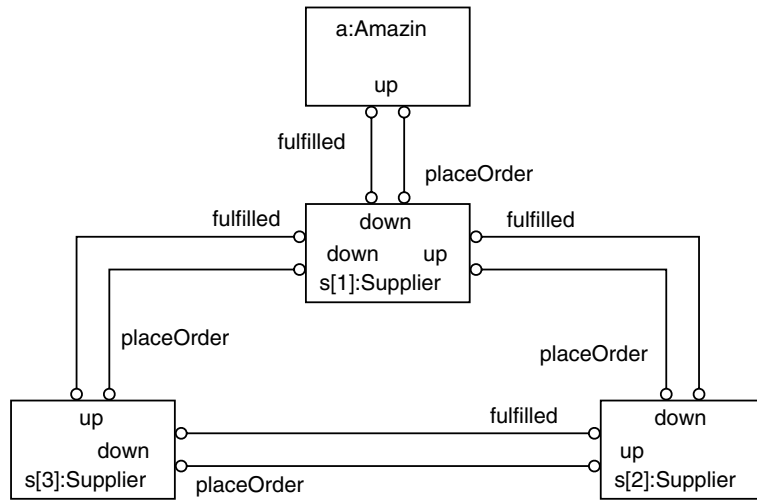 a:Amazin
up
fulfilled
placeOrder
fulfilled
down
fulfilled
down up
s[1]:Supplier
placeOrder
placeOrder
up
fulfilled
down
down
up
s[3]:Supplier
s[2]:Supplier
placeOrder